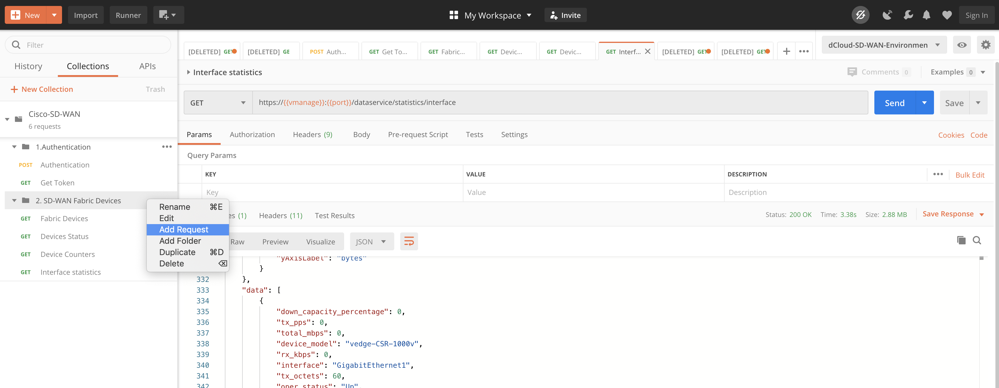 New
Import
Runner
My Workspace
Invite
Sign In
Filter
History
Collections
APIs
New Collection
Trash
Cisco-SD-WAN
6 requests
1.Authentication
POST Authentication
GET Get Token
2. SD-WAN Fabric Devices
GET Fabric Devices
GET Devices Status
GET Device Counters
GET Interface statistics
Rename ⌘E
Edit
Add Request
Add Folder
Duplicate ⌘D
Delete ⌫
[DELETED] GET
[DELETED] GE
POST Auth...
GET Get To...
GET Fabric...
GET Devic...
GET Devic...
GET Interf...
[DELETED] GET
[DELETED] GET
dCloud-SD-WAN-Environmen
Interface statistics
Comments 0
Examples 0
GET
https://{{vmanage}}:{{port}}/dataservice/statistics/interface
Send
Save
Params
Authorization
Headers (9)
Body
Pre-request Script
Tests
Settings
Cookies
Code
Query Params
KEY
VALUE
DESCRIPTION
Bulk Edit
Key
Value
Description
es (1)
Headers (11)
Test Results
Status: 200 OK
Time: 3.38s
Size: 2.88 MB
Save Response
Raw
Preview
Visualize
JSON
"yAxisLabel": "bytes"
}
332 },
333 "data": [
334 {
335 "down_capacity_percentage": 0,
336 "tx_pps": 0,
337 "total_mbps": 0,
338 "device_model": "vedge-CSR-1000v",
339 "rx_kbps": 0,
340 "interface": "GigabitEthernet1",
341 "tx_octets": 60,
342 "oper_status": "Up",